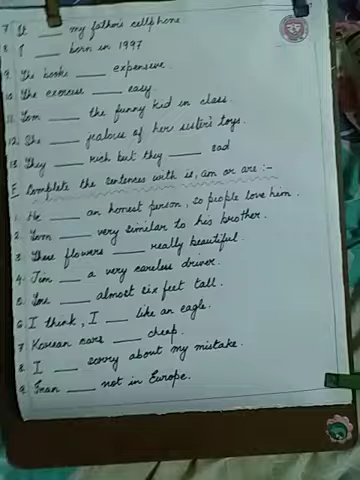 7 It ___ my father's cellphone
8 I ___ born in 1997
9. The books ___ expensive.
10. The exercise ___ easy.
11. Tom ___ the funny kid in class.
12. She ___ jealous of her sister's toys.
13. They ___ rich but they ___ sad
E Complete the sentences with is, am or are :-
1. He ___ an honest person, so people love him.
2. Tom ___ very similar to his brother.
3 These flowers ___ really beautiful.
4 Jim ___ a very careless driver.
5 ___ almost six feet tall.
6 I think, I ___ like an eagle.
7 Korean cars ___ cheap.
8 I ___ sorry about my mistake.
9. Iran ___ not in Europe.